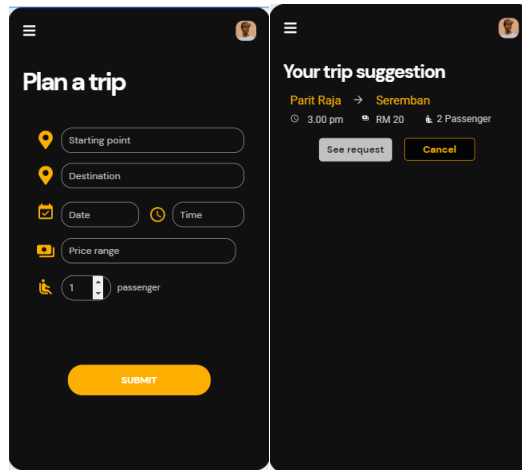 Plan a trip
Starting point
Destination
Date
Time
Price range
1
passenger
SUBMIT
Your trip suggestion
Parit Raja → Seremban
3.00 pm RM 20 2 Passenger
See request
Cancel